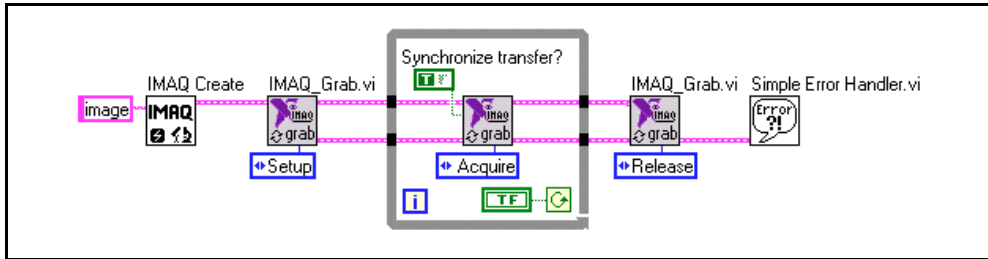 Synchronize transfer?
T F
IMAQ Create
IMAQ_Grab.vi
IMAQ_Grab.vi
Simple Error Handler.vi
image
IMAQ
IMAQ
grab
IMAQ
grab
IMAQ
grab
Error
?!
Setup
Acquire
Release
i
TF